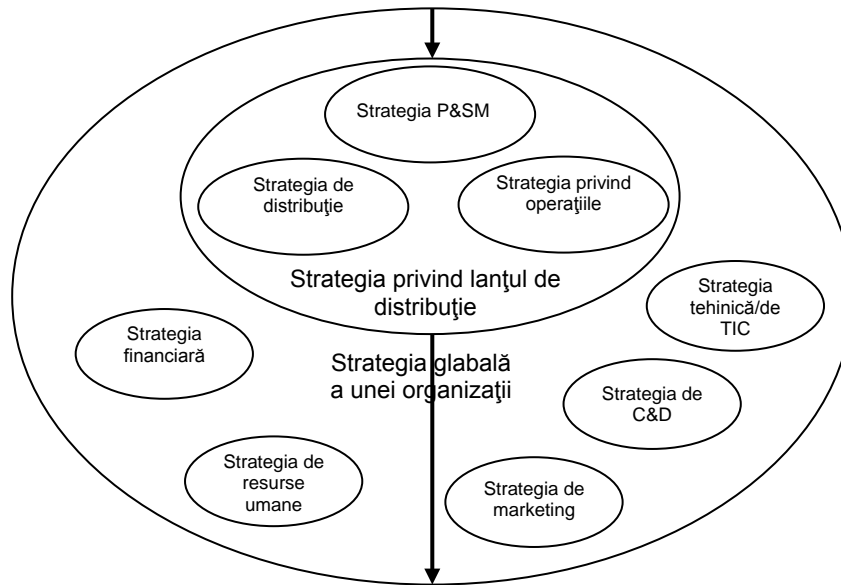 Strategia P&SM
Strategia de
distribuţie
Strategia privind
operaţiile
Strategia privind lanţul de
distribuţie
Strategia
tehinică/de
TIC
Strategia
financiară
Strategia glabală
a unei organizaţii
Strategia de
C&D
Strategia de
resurse
umane
Strategia de
marketing